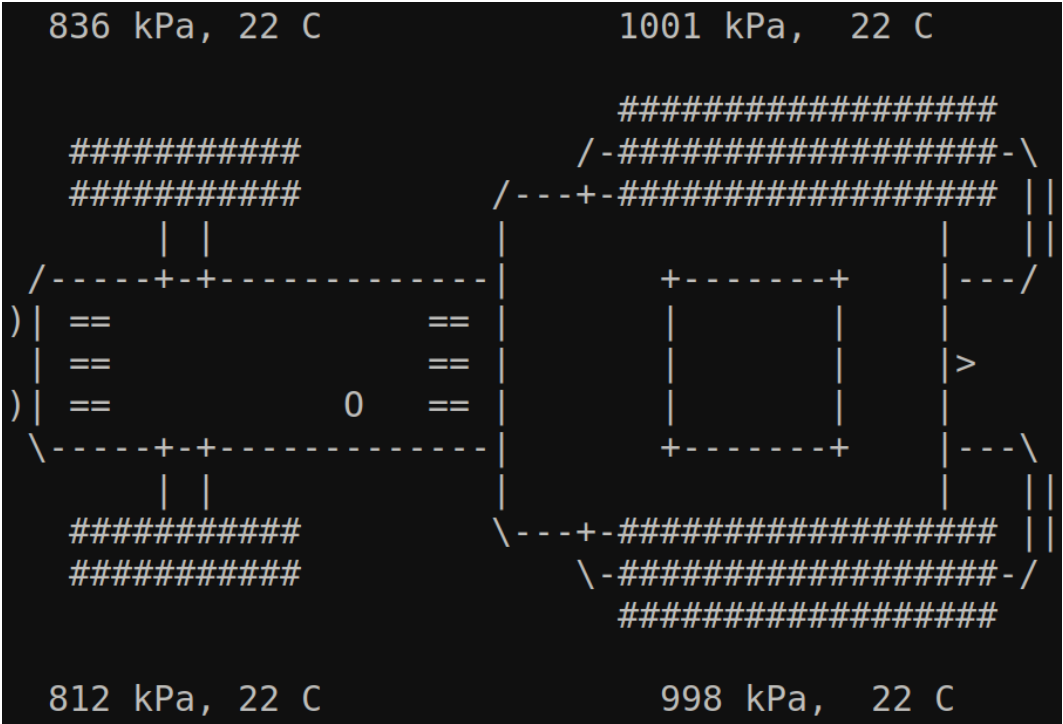 836 kPa, 22 C              1001 kPa,  22 C

                             ##################
   ###########             /-##################-\
   ###########         /---+-################## ||
       | |             |                    |   ||
 /-----+-+-------------|       +-------+    |---/
)| ==               == |       |       |    |
 | ==               == |       |       |    |>
)| ==           O   == |       |       |    |
 \-----+-+-------------|       +-------+    |---\
       | |             |                    |   ||
   ###########         \---+-################## ||
   ###########             \-##################-/
                             ##################

  812 kPa, 22 C                998 kPa,  22 C